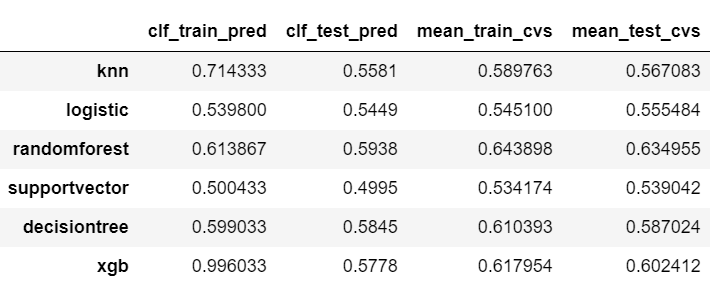 clf_train_pred clf_test_pred mean_train_cvs mean_test_cvs
knn 0.714333 0.5581 0.589763 0.567083
logistic 0.539800 0.5449 0.545100 0.555484
randomforest 0.613867 0.5938 0.643898 0.634955
supportvector 0.500433 0.4995 0.534174 0.539042
decisiontree 0.599033 0.5845 0.610393 0.587024
xgb 0.996033 0.5778 0.617954 0.602412